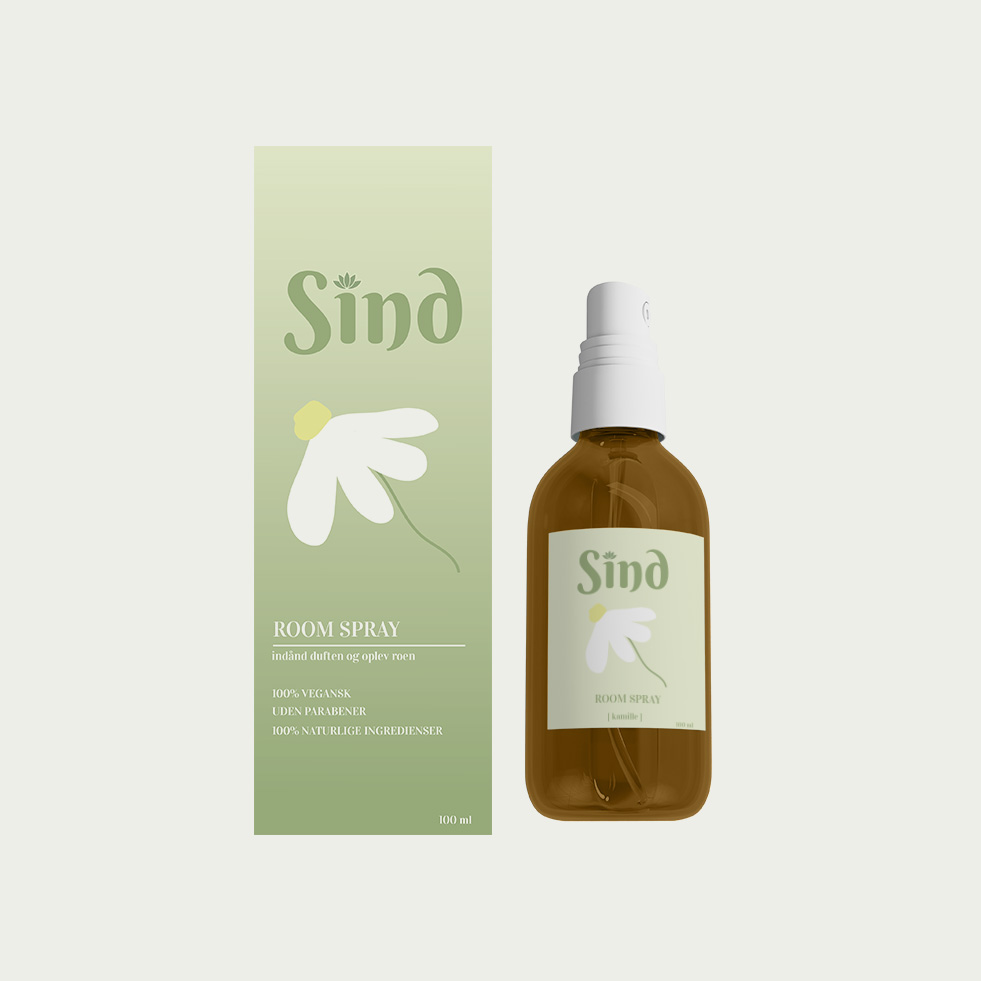 Sind
ROOM SPRAY
indånd duften og oplev roen
100% VEGANSK
UDEN PARABENER
100% NATURLIGE INGREDIENSER
100 ml
Sind
ROOM SPRAY
[ kamille ]
100 ml